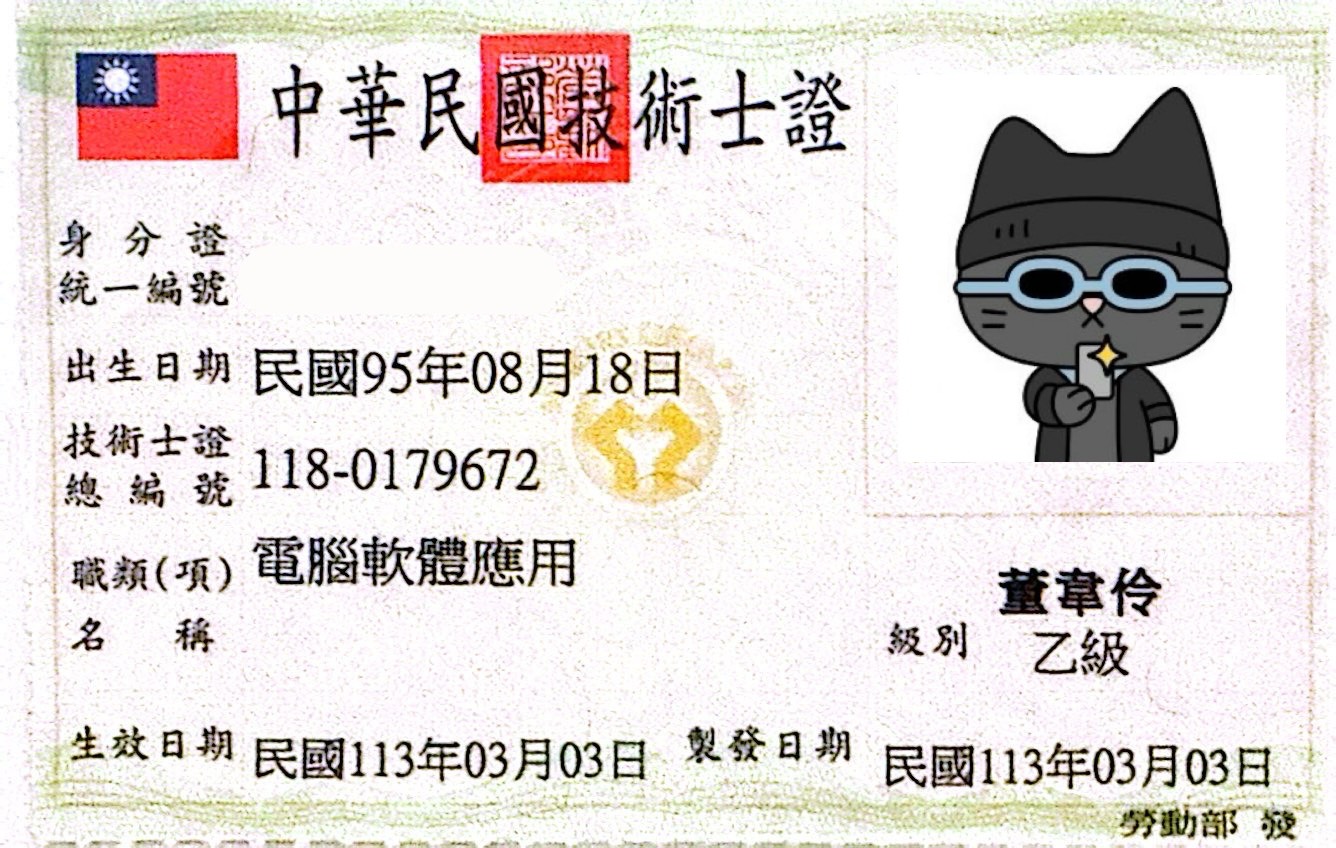 中華民國技術士證
身分證
統一編號
出生日期 民國95年08月18日
技術士證
總編號 118-0179672
職類(項) 電腦軟體應用
名稱
董韋伶
級別 乙級
生效日期 民國113年03月03日 製發日期 民國113年03月03日
勞動部 發